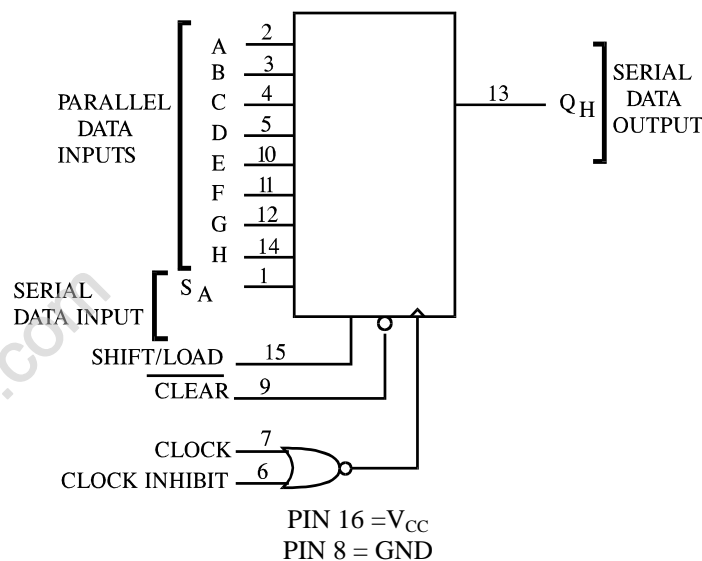 A 2
B 3
PARALLEL
DATA
INPUTS
C 4
D 5
E 10
F 11
G 12
H 14
SERIAL
DATA INPUT
S A 1
13
Q H
SERIAL
DATA
OUTPUT
SHIFT/LOAD 15
CLEAR 9
CLOCK 7
CLOCK INHIBIT 6
PIN 16 =VCC
PIN 8 = GND
.com